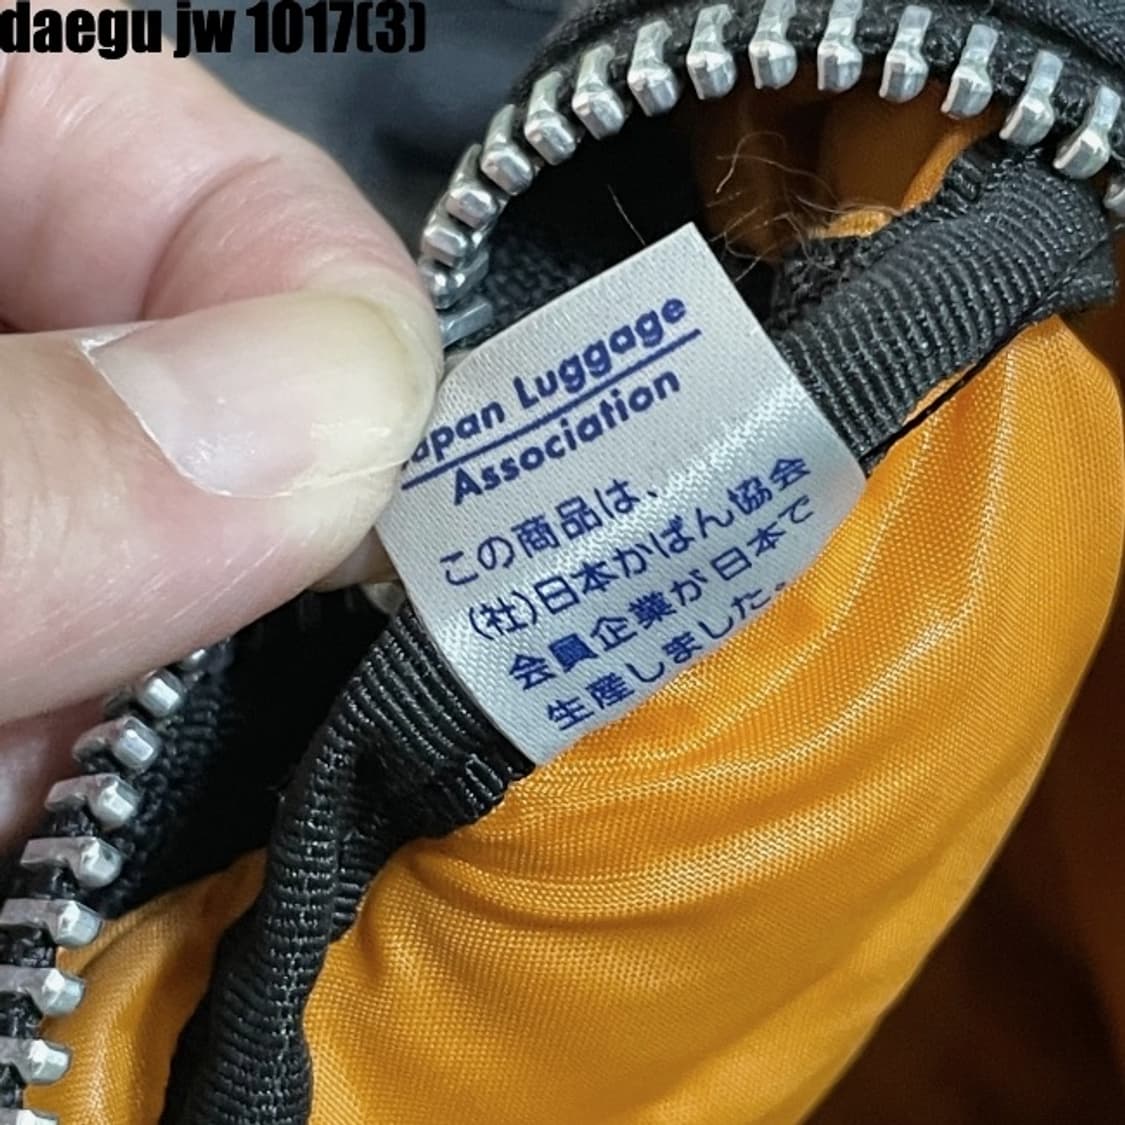 daegu jw 1017(3)
Japan Luggage
Association
この商品は、
(社)日本かばん協会
会員企業が日本で
生産しました。